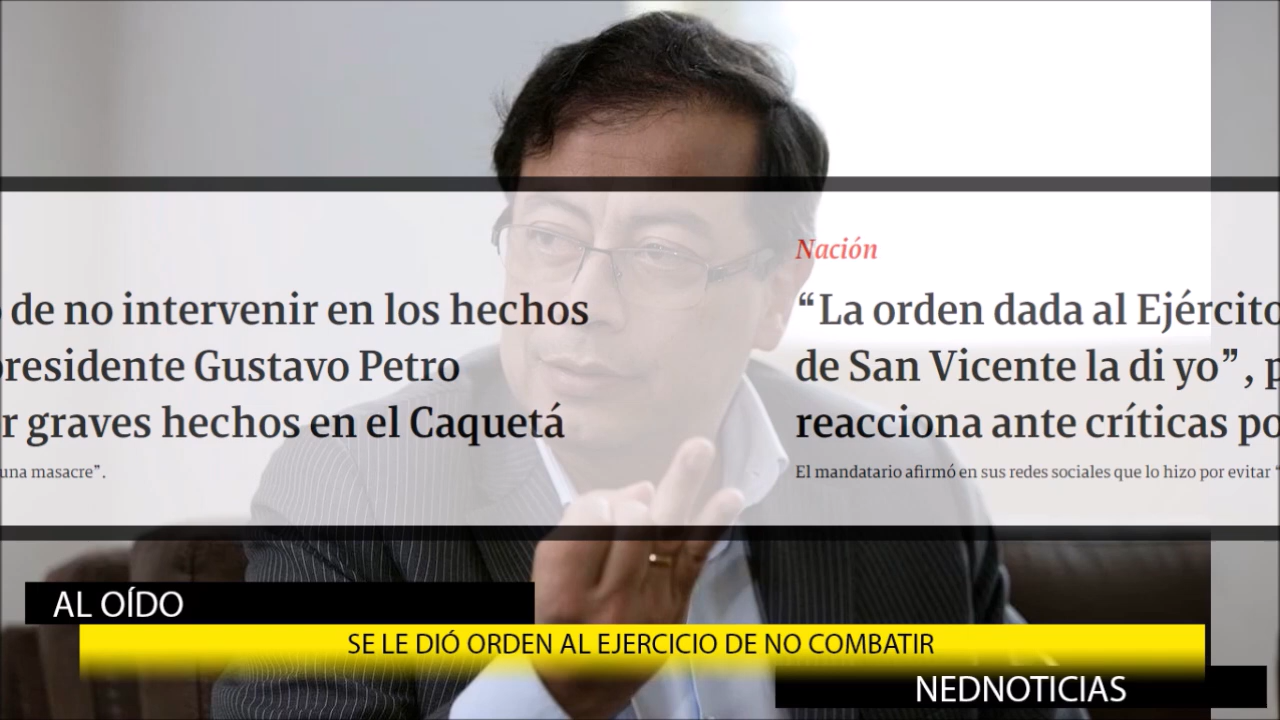 de no intervenir en los hechos
presidente Gustavo Petro
r graves hechos en el Caquetá
una masacre”.
Nación
“La orden dada al Ejército
de San Vicente la di yo”, p
reacciona ante críticas po
El mandatario afirmó en sus redes sociales que lo hizo por evitar “
AL OÍDO
SE LE DIÓ ORDEN AL EJERCICIO DE NO COMBATIR
NEDNOTICIAS